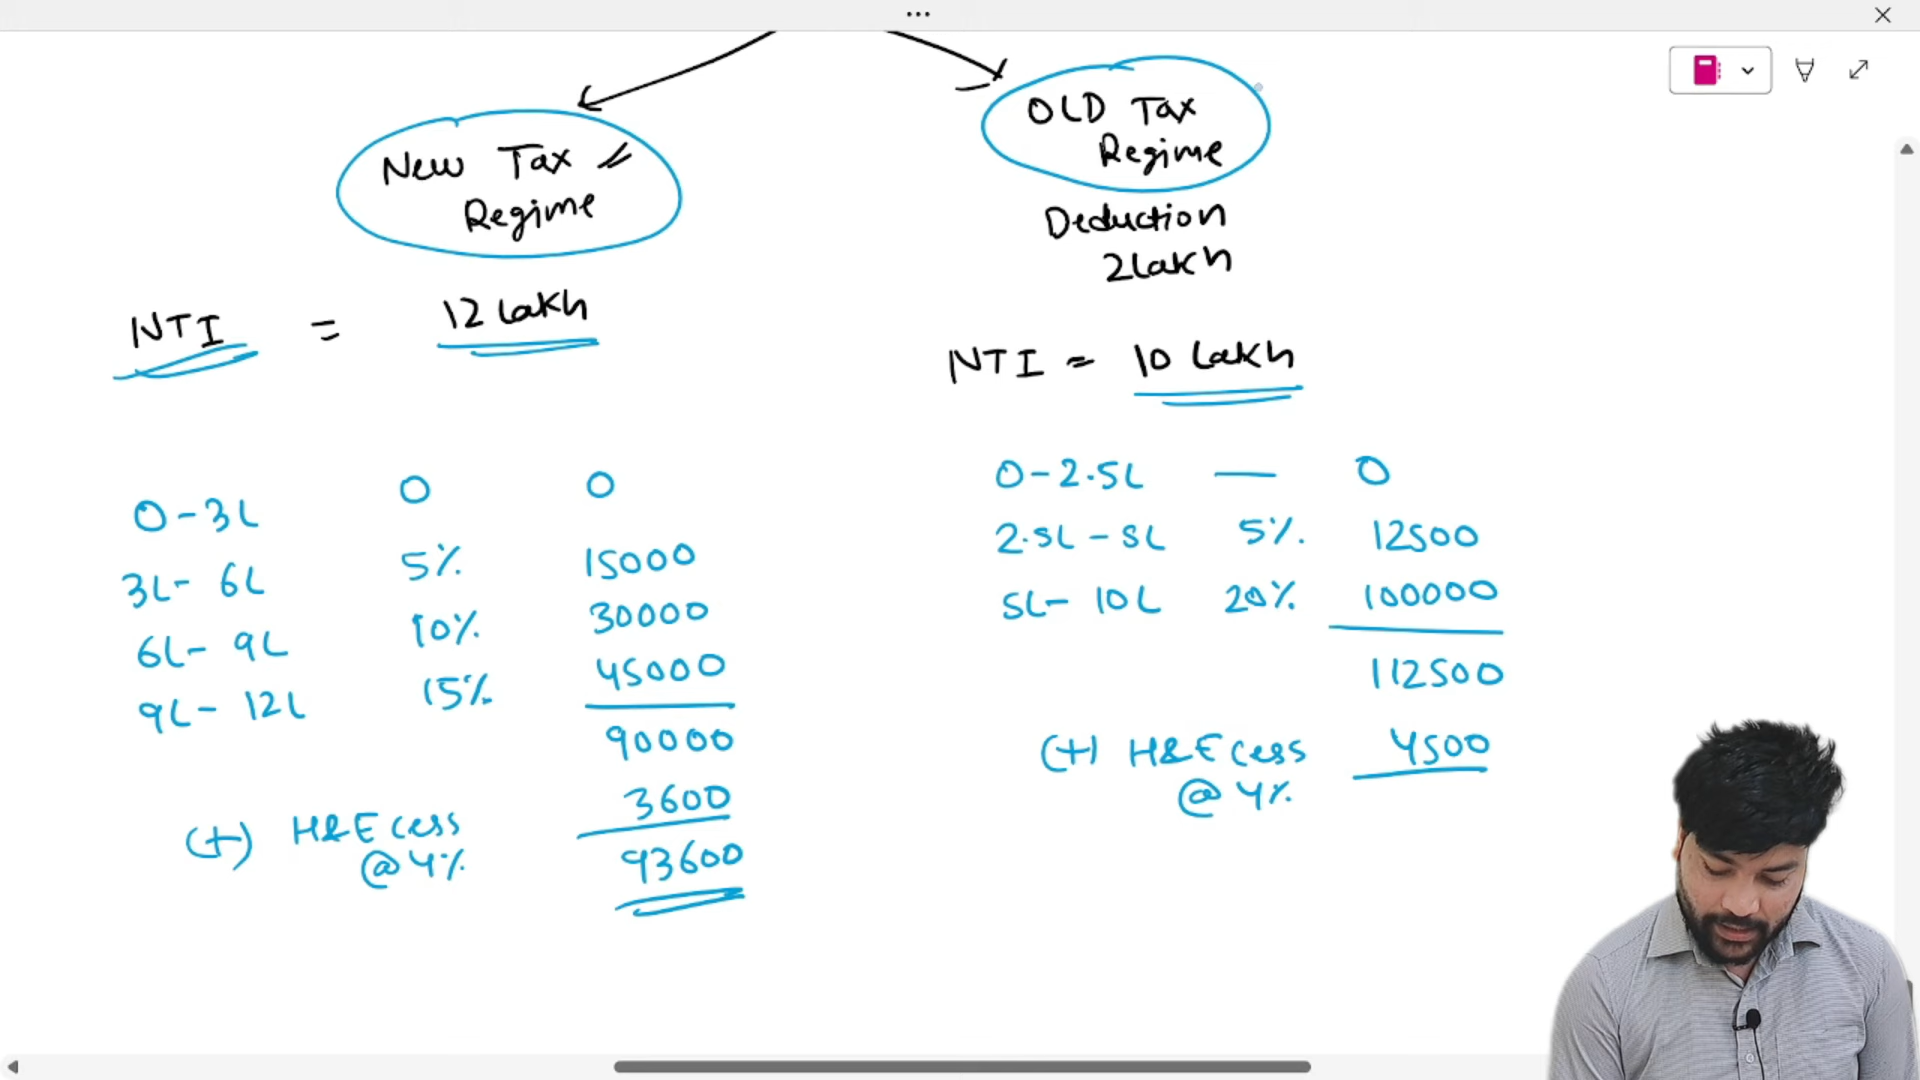 New Tax
Regime
NTI = 12 Lakh
0-3L 0 0
3L- 6L 5% 15000
6L- 9L 10% 30000
9L- 12L 15% 45000
90000
(+) H&E Cess @ 4% 3600
93600
OLD Tax
Regime
Deduction
2 Lakh
NTI = 10 Lakh
0-2.5L — 0
2.5L - 5L 5% 12500
5L- 10L 20% 100000
112500
(+) H&E Cess 4500
@ 4%